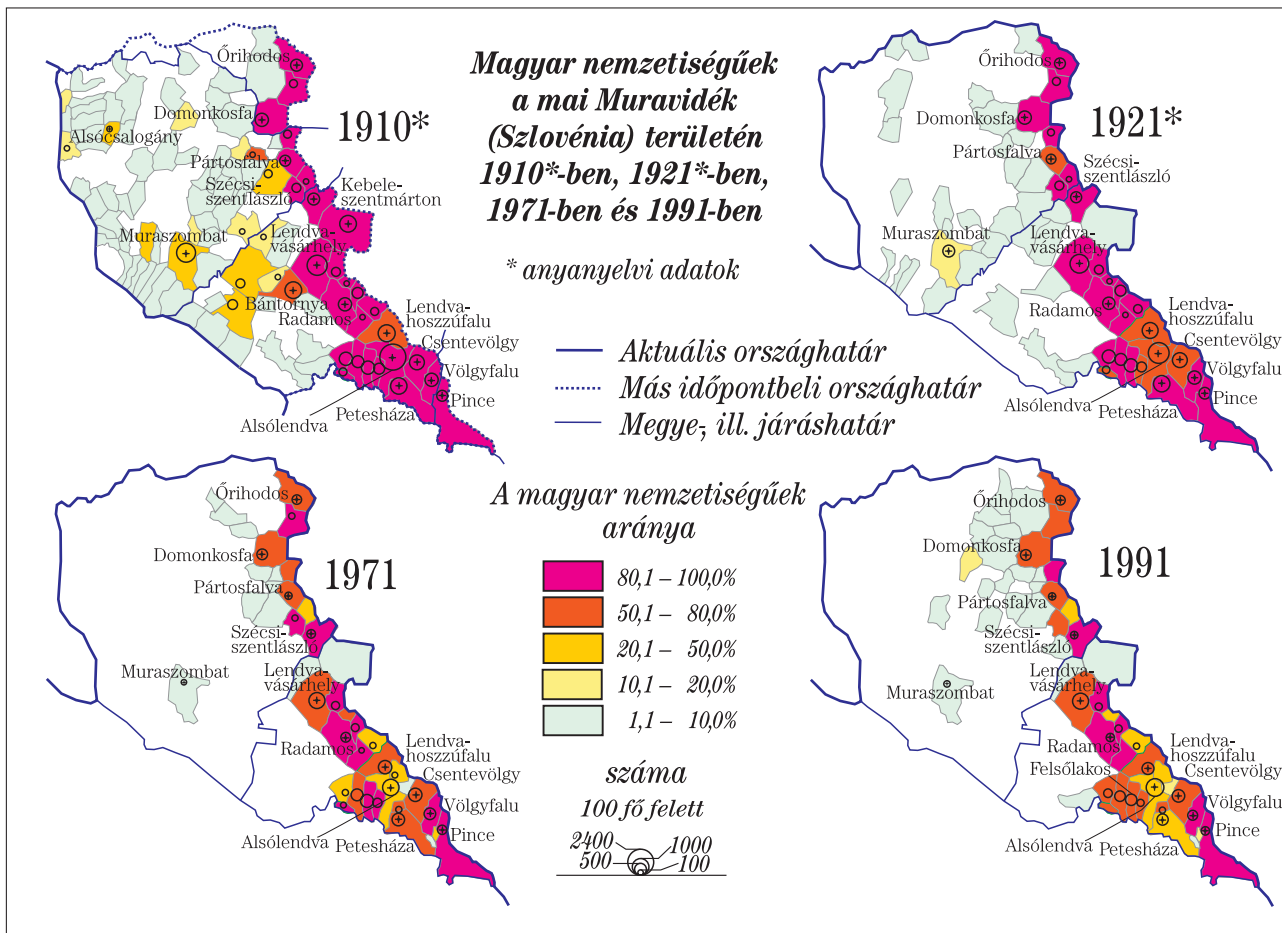 Magyar nemzetiségűek
a mai Muravidék
(Szlovénia) területén
1910*-ben, 1921*-ben,
1971-ben és 1991-ben
* anyanyelvi adatok
1910*
Őrihodos
Domonkosfa
Alsócsalogány
Pártosfalva
Szécsi-
szentlászló
Kebele-
szentmárton
Muraszombat
Lendva-
vásárhely
Bántornya
Radamos
Lendva-
hoszzúfalu
Csentevölgy
Völgyfalu
Pince
Petesháza
Alsólendva
1921*
Őrihodos
Domonkosfa
Pártosfalva
Szécsi-
szentlászló
Muraszombat
Lendva-
vásárhely
Radamos
Lendva-
hoszzúfalu
Csentevölgy
Völgyfalu
Pince
Petesháza
Alsólendva
Aktuális országhatár
Más időpontbeli országhatár
Megye-, ill. járáshatár
1971
Őrihodos
Domonkosfa
Pártosfalva
Szécsi-
szentlászló
Muraszombat
Lendva-
vásárhely
Radamos
Lendva-
hoszzúfalu
Csentevölgy
Völgyfalu
Pince
Alsólendva
Petesháza
A magyar nemzetiségűek
aránya
80,1 – 100,0%
50,1 – 80,0%
20,1 – 50,0%
10,1 – 20,0%
1,1 – 10,0%
száma
100 fő felett
2400
1000
500
100
1991
Őrihodos
Domonkosfa
Pártosfalva
Szécsi-
szentlászló
Muraszombat
Lendva-
vásárhely
Radamos
Felsőlakos
Lendva-
hoszzúfalu
Csentevölgy
Völgyfalu
Pince
Alsólendva
Petesháza